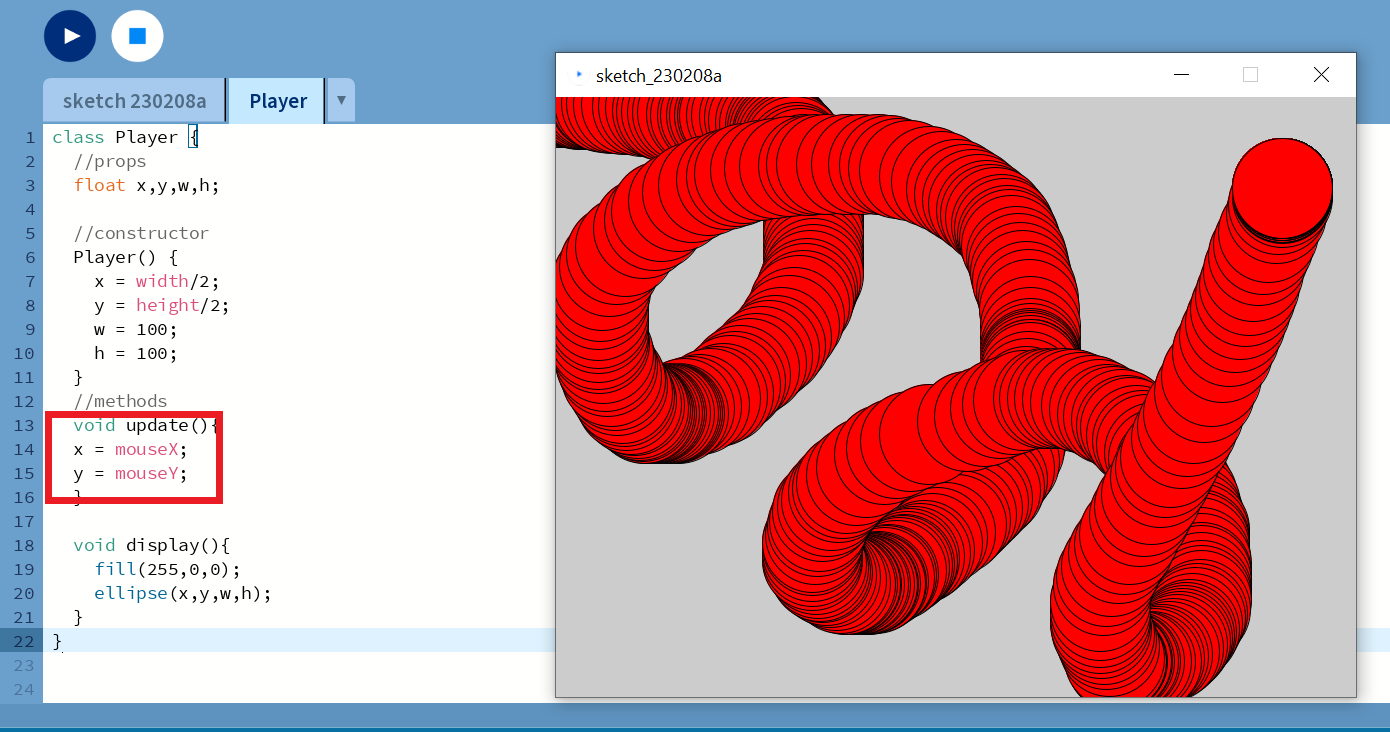 sketch 230208a
Player
▼
1 class Player {
2 //props
3 float x,y,w,h;
4
5 //constructor
6 Player() {
7 x = width/2;
8 y = height/2;
9 w = 100;
10 h = 100;
11 }
12 //methods
13 void update(){
14 x = mouseX;
15 y = mouseY;
16 }
17
18 void display(){
19 fill(255,0,0);
20 ellipse(x,y,w,h);
21 }
22 }
23
24
sketch_230208a